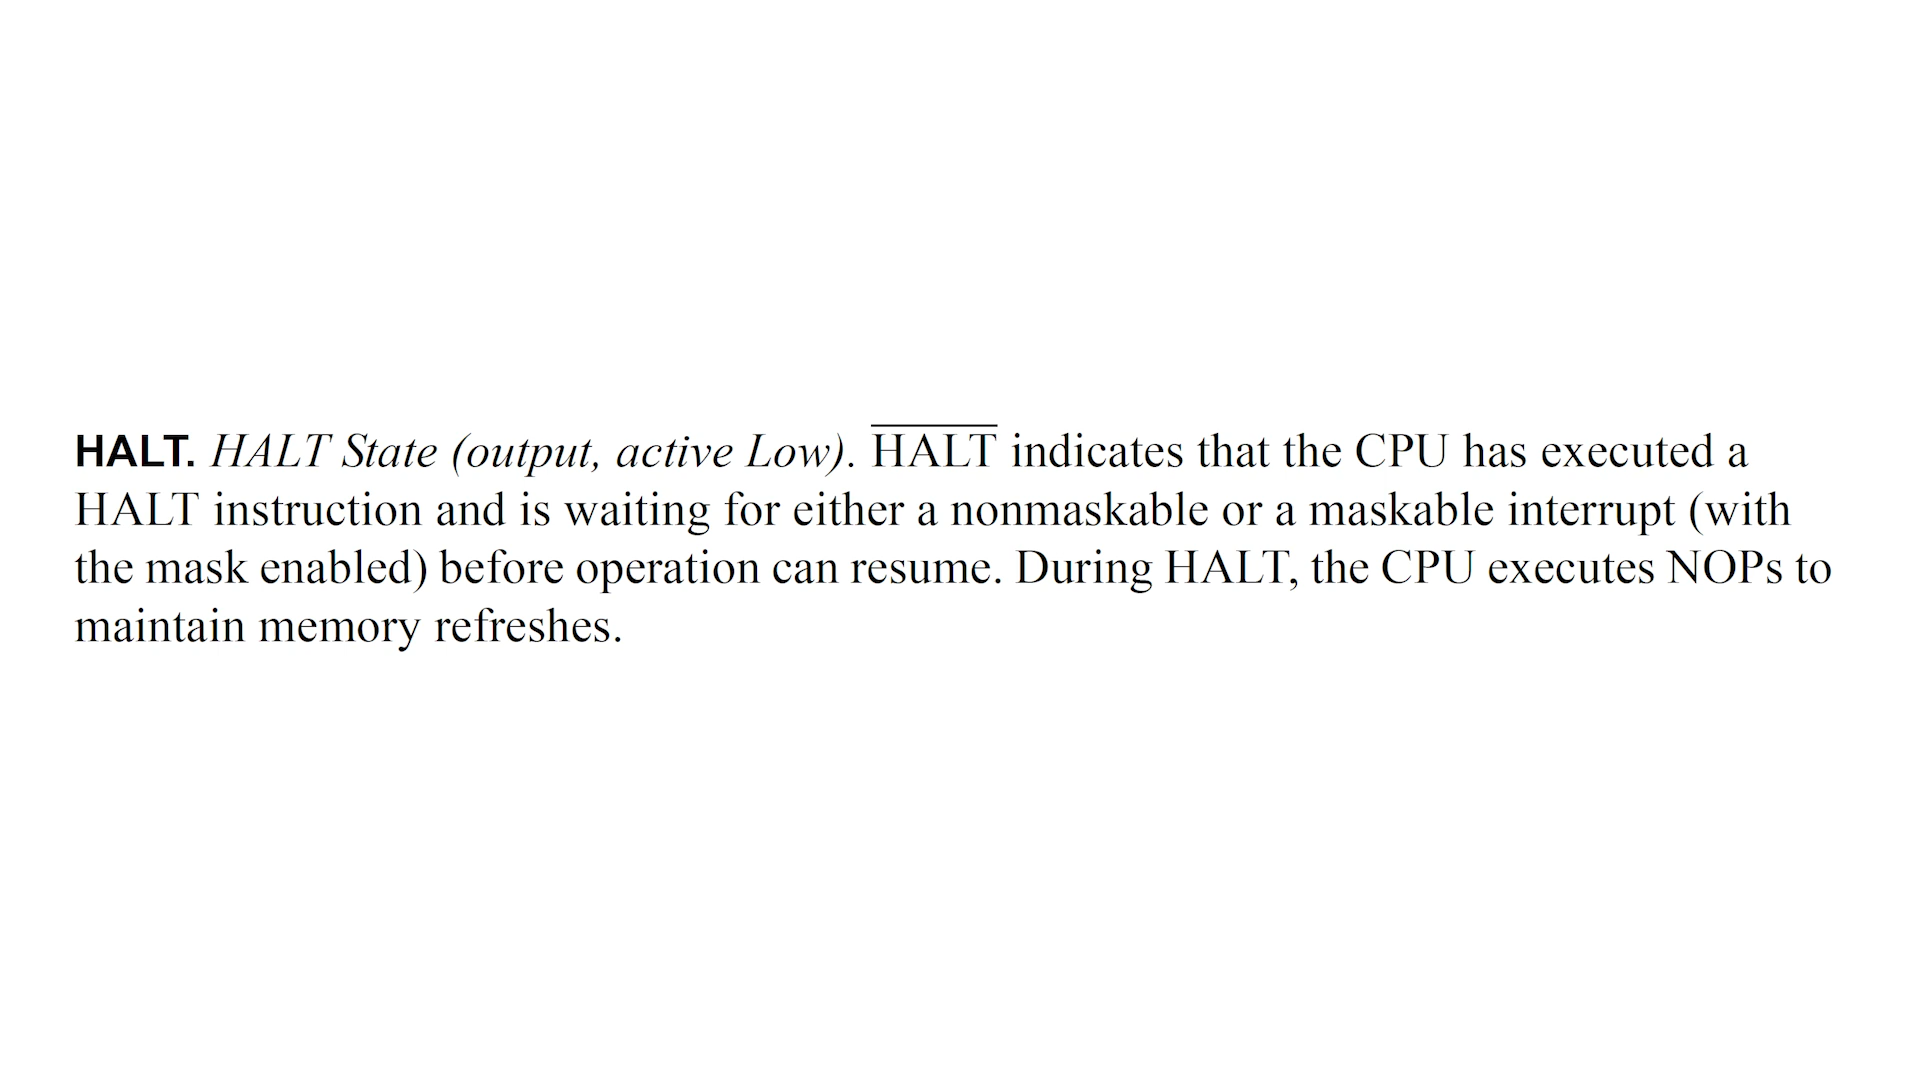 HALT. HALT State (output, active Low). HALT indicates that the CPU has executed a
HALT instruction and is waiting for either a nonmaskable or a maskable interrupt (with
the mask enabled) before operation can resume. During HALT, the CPU executes NOPs to
maintain memory refreshes.